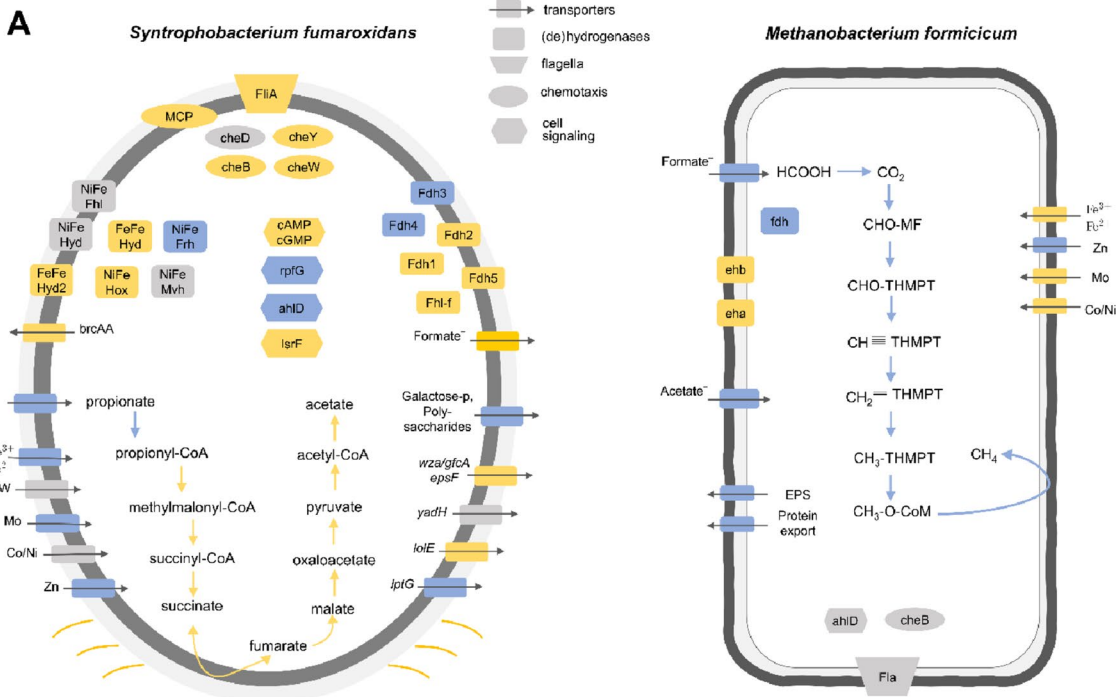 A
Syntrophobacterium fumaroxidans
transporters
(de)hydrogenases
flagella
chemotaxis
cell
signaling
Methanobacterium formicicum
FliA
MCP
cheD
cheY
cheB
cheW
NiFe
Fhl
NiFe
Hyd
FeFe
Hyd
NiFe
Frh
FeFe
Hyd2
NiFe
Hox
NiFe
Mvh
cAMP
cGMP
rpfG
ahlD
lsrF
Fdh3
Fdh4
Fdh2
Fdh1
Fdh5
Fhl-f
brcAA
Formate⁻
propionate
propionyl-CoA
methylmalonyl-CoA
succinyl-CoA
succinate
fumarate
malate
oxaloacetate
pyruvate
acetyl-CoA
acetate
Galactose-p,
Poly-
saccharides
wza/gfcA
epsF
yadH
lolE
lptG
3+
2
W
Mo
Co/Ni
Zn
Formate⁻
HCOOH
CO₂
fdh
CHO-MF
ehb
CHO-THMPT
eha
CH≡THMPT
Acetate⁻
CH₂═THMPT
CH₃-THMPT
CH₄
CH₃-O-CoM
EPS
Protein
export
Fe³⁺
Fe²
Zn
Mo
Co/Ni
ahlD
cheB
Fla